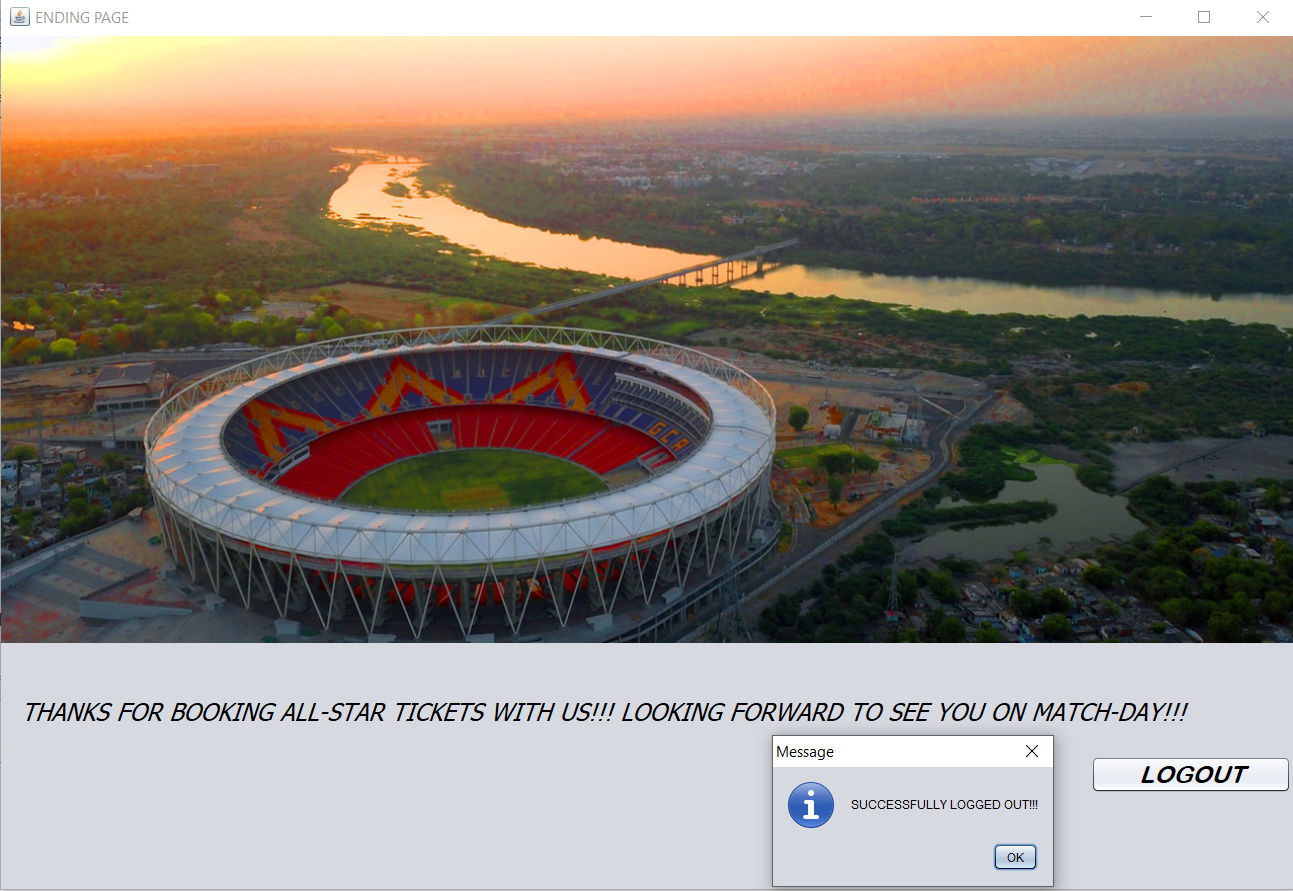 ENDING PAGE
GCA
THANKS FOR BOOKING ALL-STAR TICKETS WITH US!!! LOOKING FORWARD TO SEE YOU ON MATCH-DAY!!!
Message
LOGOUT
SUCCESSFULLY LOGGED OUT!!!
OK